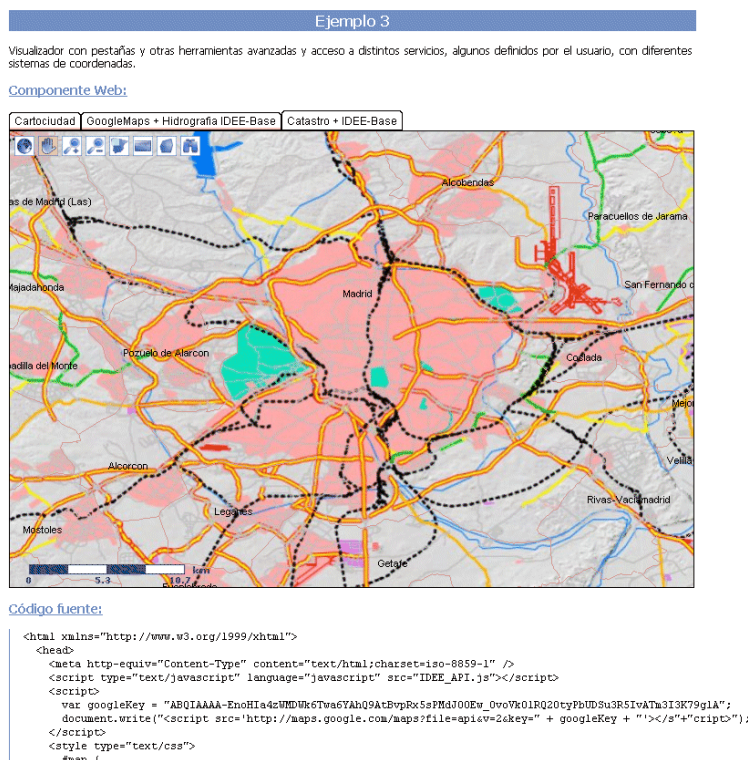 Ejemplo 3
Visualizador con pestañas y otras herramientas avanzadas y acceso a distintos servicios, algunos definidos por el usuario, con diferentes
sistemas de coordenadas.
Componente Web:
Cartociudad GoogleMaps + Hidrografia IDEE-Base Catastro + IDEE-Base
Alcobendas
as de Madrid (Las)
Paracuellos de Jarama
Majadahonda
San Fernando
Madrid
Pozuelo de Alarcon
Coslada
adilla del Monte
Mejor
Alcorcon
Velilla
Rivas-Vaciamadrid
Leganes
Mostoles
Getafe
km
0 5.3 10.7
Código fuente:
<html xmlns="http://www.w3.org/1999/xhtml">
<head>
<meta http-equiv="Content-Type" content="text/html;charset=iso-8859-1" />
<script type="text/javascript" language="javascript" src="IDEE_API.js"></script>
<script>
var googleKey = "ABQIAAAA-EnoHIa4zWMDWk6Twa6YAhQ9AtBvpRx5sPMdJO0Ew_0voVk0lRQ20tyPbUDSu3R5IvATm3I3K79glA";
document.write("<script src='http://maps.google.com/maps?file=api&v=2&key=" + googleKey + "'></s"+"cript>");
</script>
<style type="text/css">
#map {